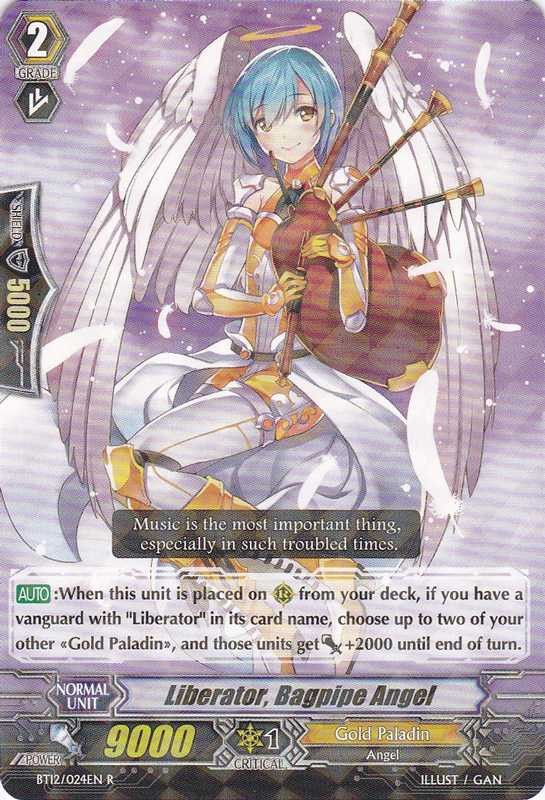 2
GRADE
SHIELD
5000
Music is the most important thing,
especially in such troubled times.
AUTO:When this unit is placed on R from your deck, if you have a
vanguard with "Liberator" in its card name, choose up to two of your
other «Gold Paladin», and those units get +2000 until end of turn.
NORMAL
UNIT
Liberator, Bagpipe Angel
POWER
9000
1
CRITICAL
Gold Paladin
Angel
BT12/024EN R
ILLUST / GAN